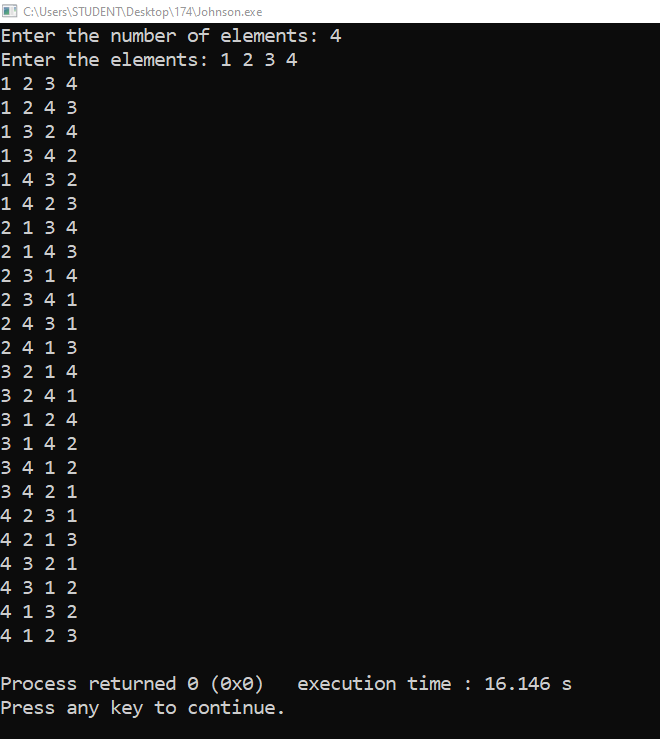 C:\Users\STUDENT\Desktop\174\Johnson.exe
Enter the number of elements: 4
Enter the elements: 1 2 3 4
1 2 3 4
1 2 4 3
1 3 2 4
1 3 4 2
1 4 3 2
1 4 2 3
2 1 3 4
2 1 4 3
2 3 1 4
2 3 4 1
2 4 3 1
2 4 1 3
3 2 1 4
3 2 4 1
3 1 2 4
3 1 4 2
3 4 1 2
3 4 2 1
4 2 3 1
4 2 1 3
4 3 2 1
4 3 1 2
4 1 3 2
4 1 2 3
Process returned 0 (0x0)   execution time : 16.146 s
Press any key to continue.